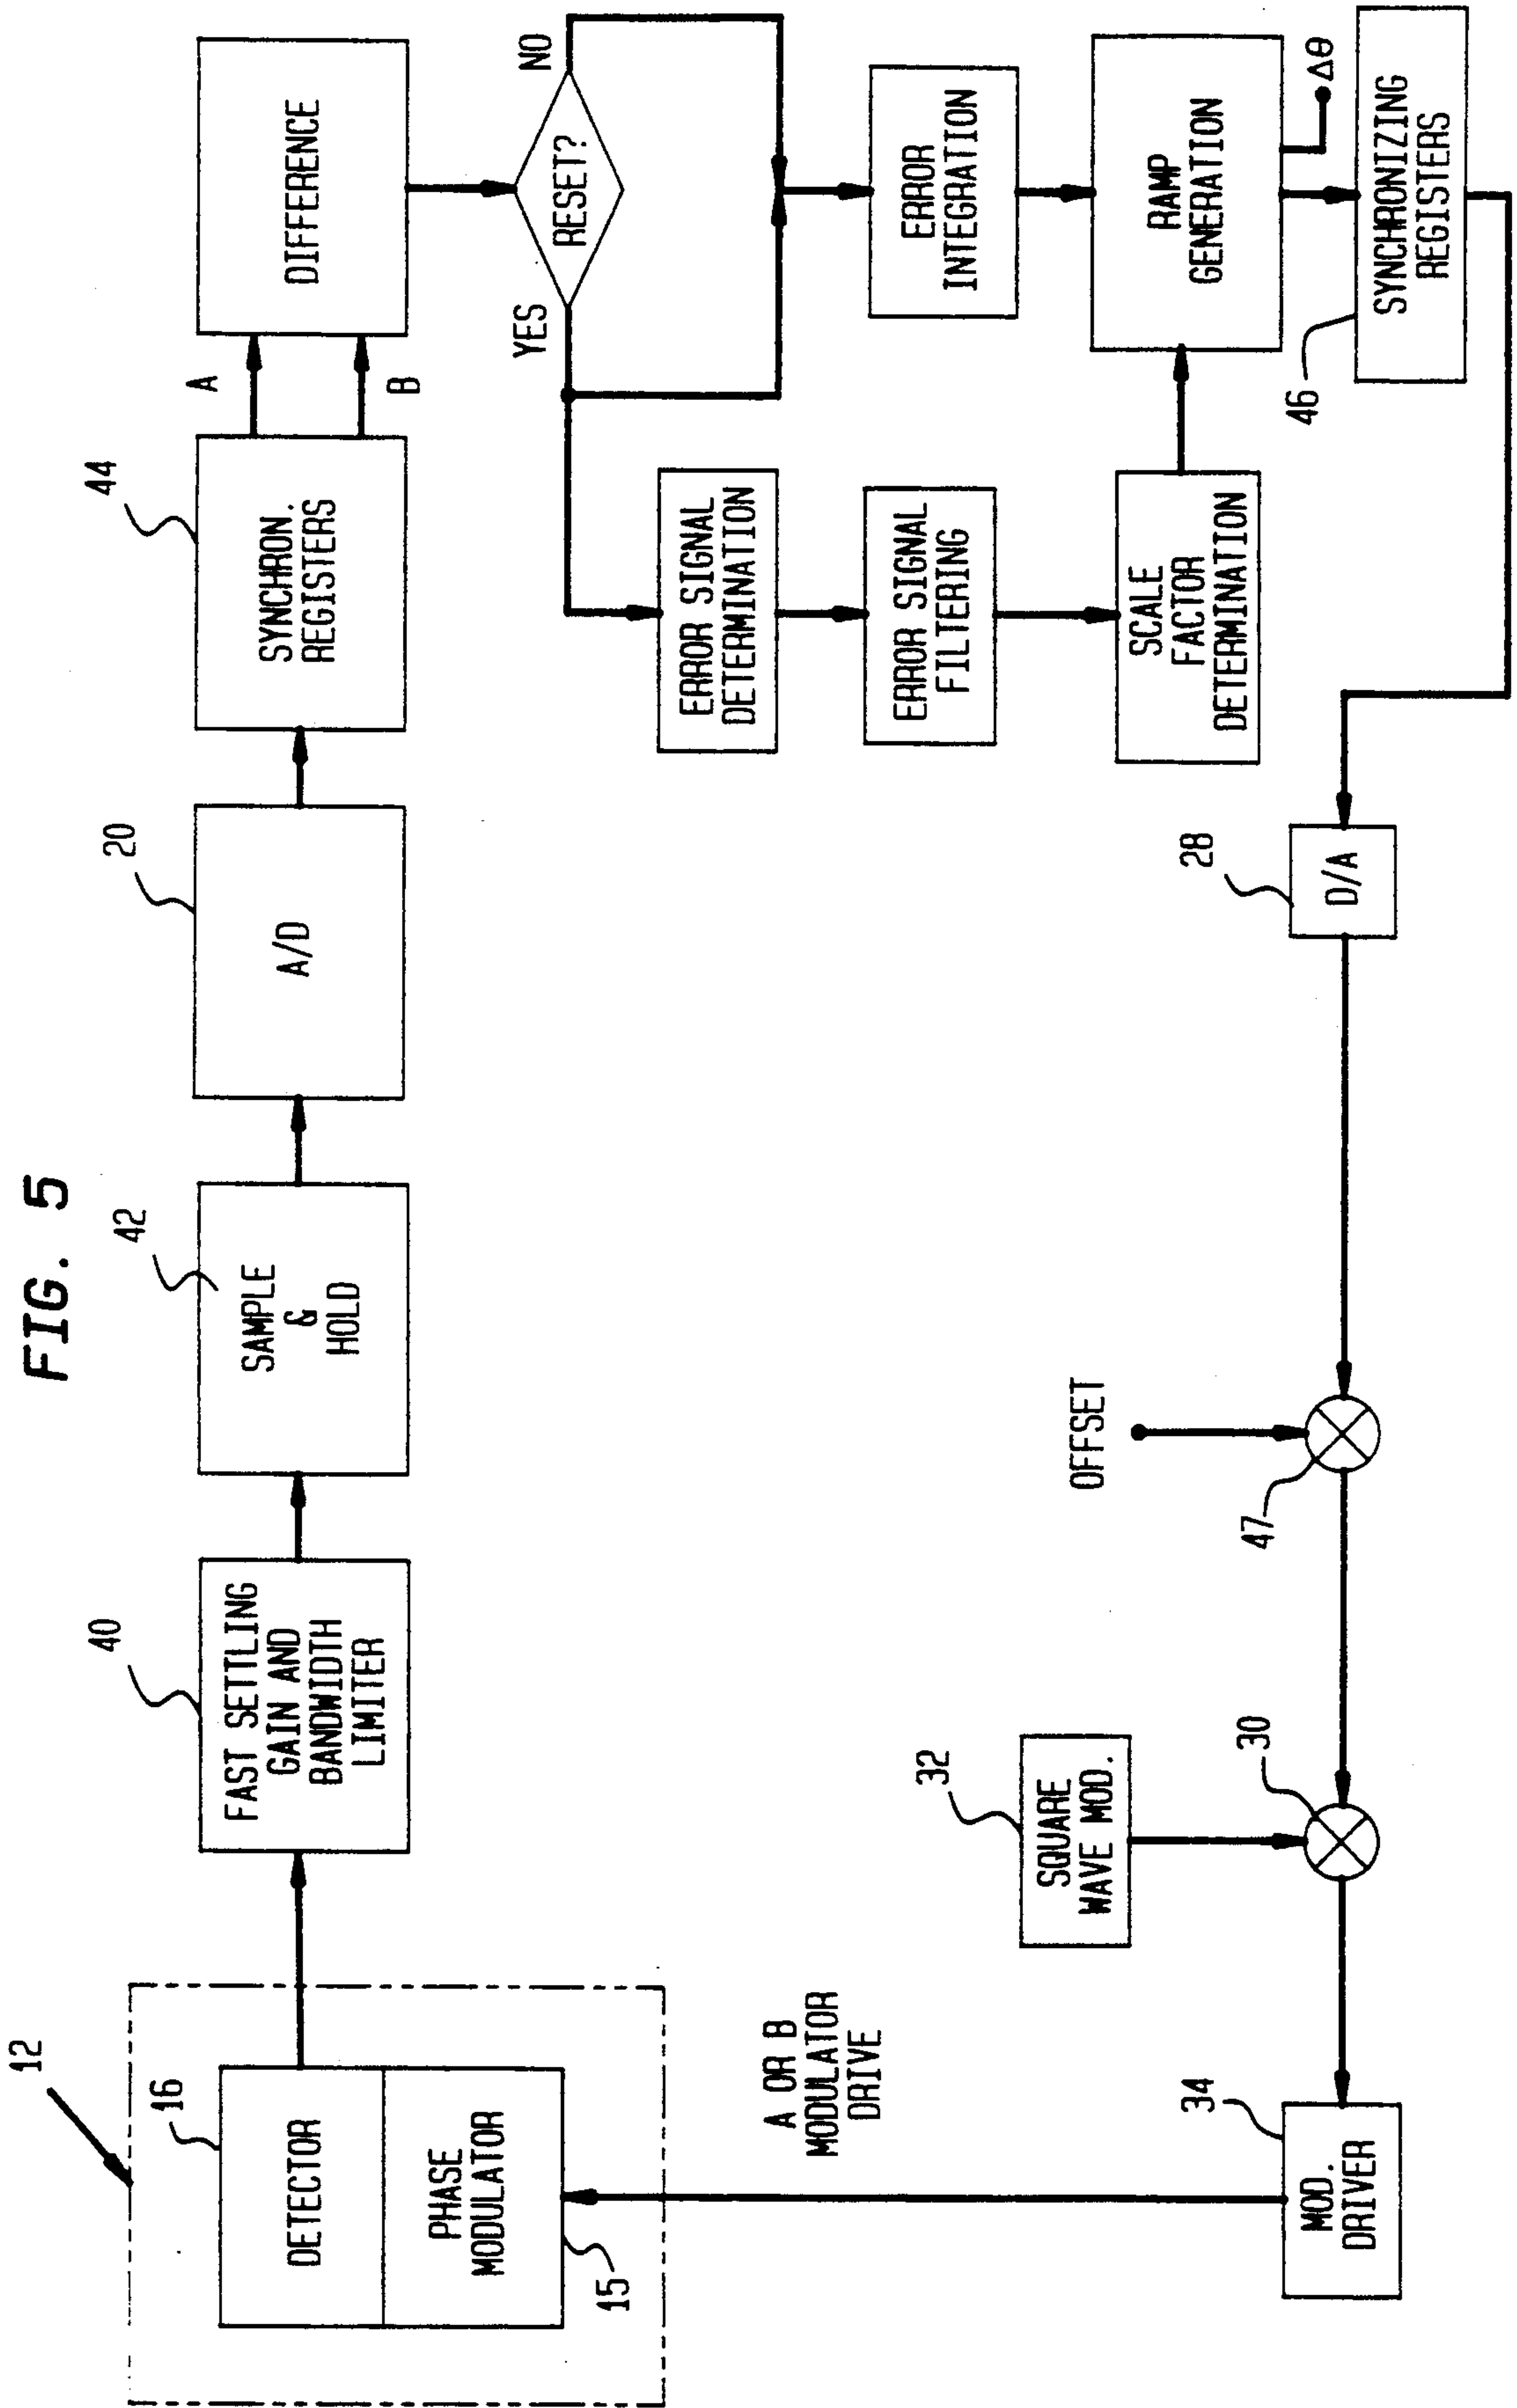 FIG. 5
12
16
DETECTOR
PHASE
MODULATOR
15
40
FAST SETTLING
GAIN AND
BANDWIDTH
LIMITER
42
SAMPLE
&
HOLD
20
A/D
44
SYNCHRON.
REGISTERS
A
B
DIFFERENCE
RESET?
YES
NO
ERROR SIGNAL
DETERMINATION
ERROR SIGNAL
FILTERING
SCALE
FACTOR
DETERMINATION
ERROR
INTEGRATION
RAMP
GENERATION
Δθ
46
SYNCHRONIZING
REGISTERS
28
D/A
OFFSET
47
32
SQUARE
WAVE MOD.
30
34
MOD.
DRIVER
A OR B
MODULATOR
DRIVE